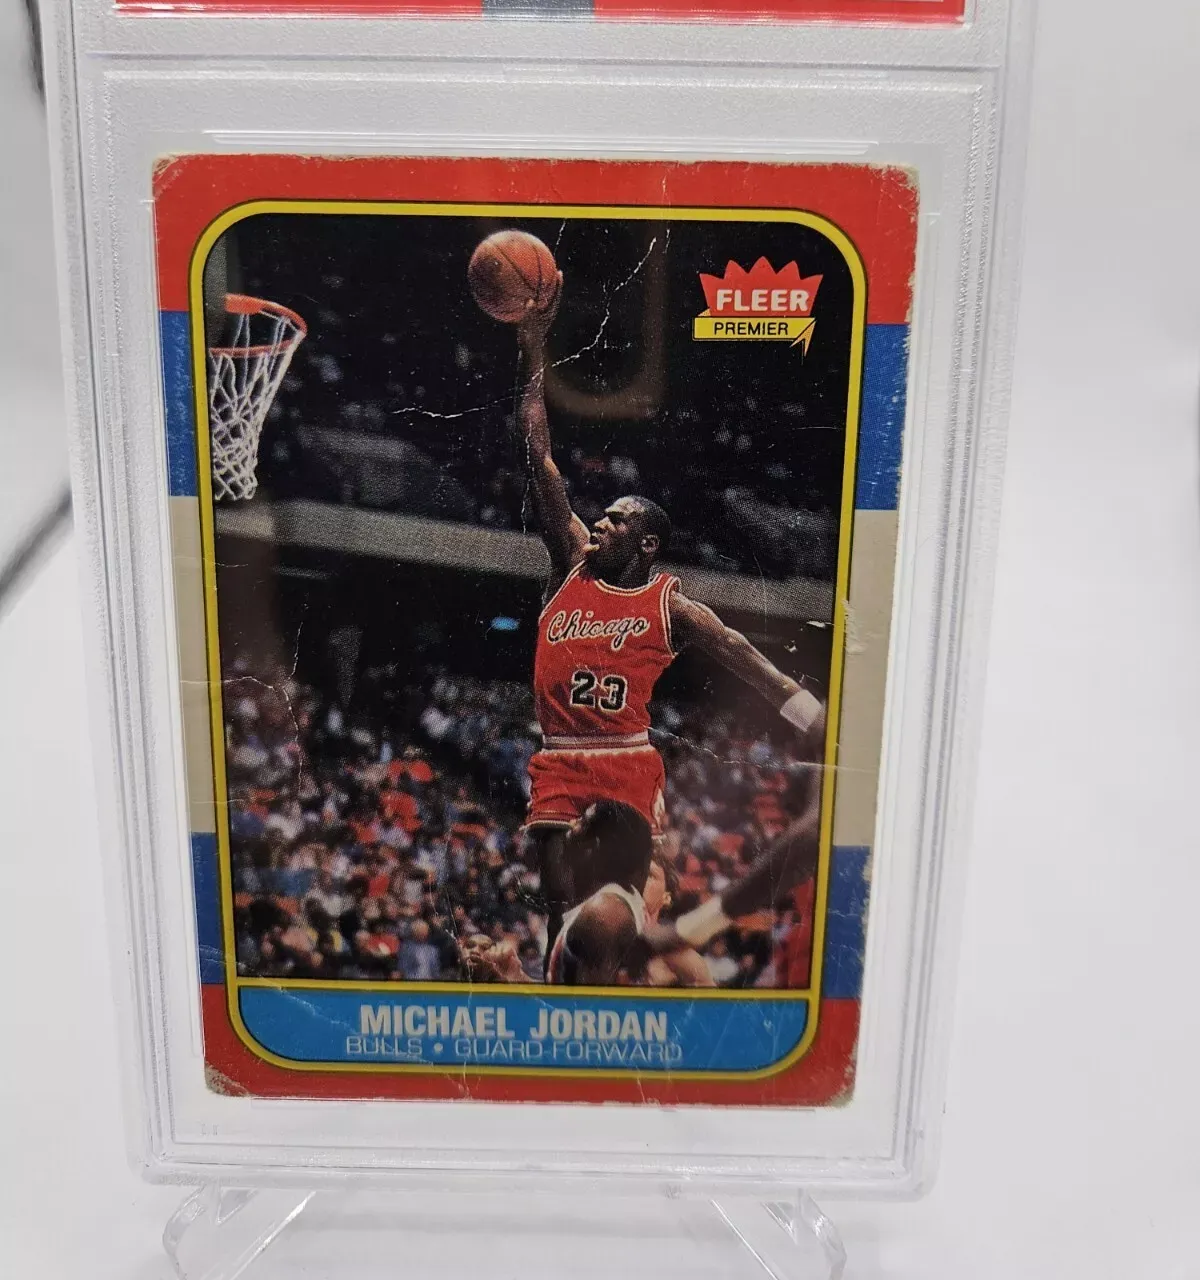 FLEER
PREMIER
Chicago
23
MICHAEL JORDAN
BULLS • GUARD-FORWARD